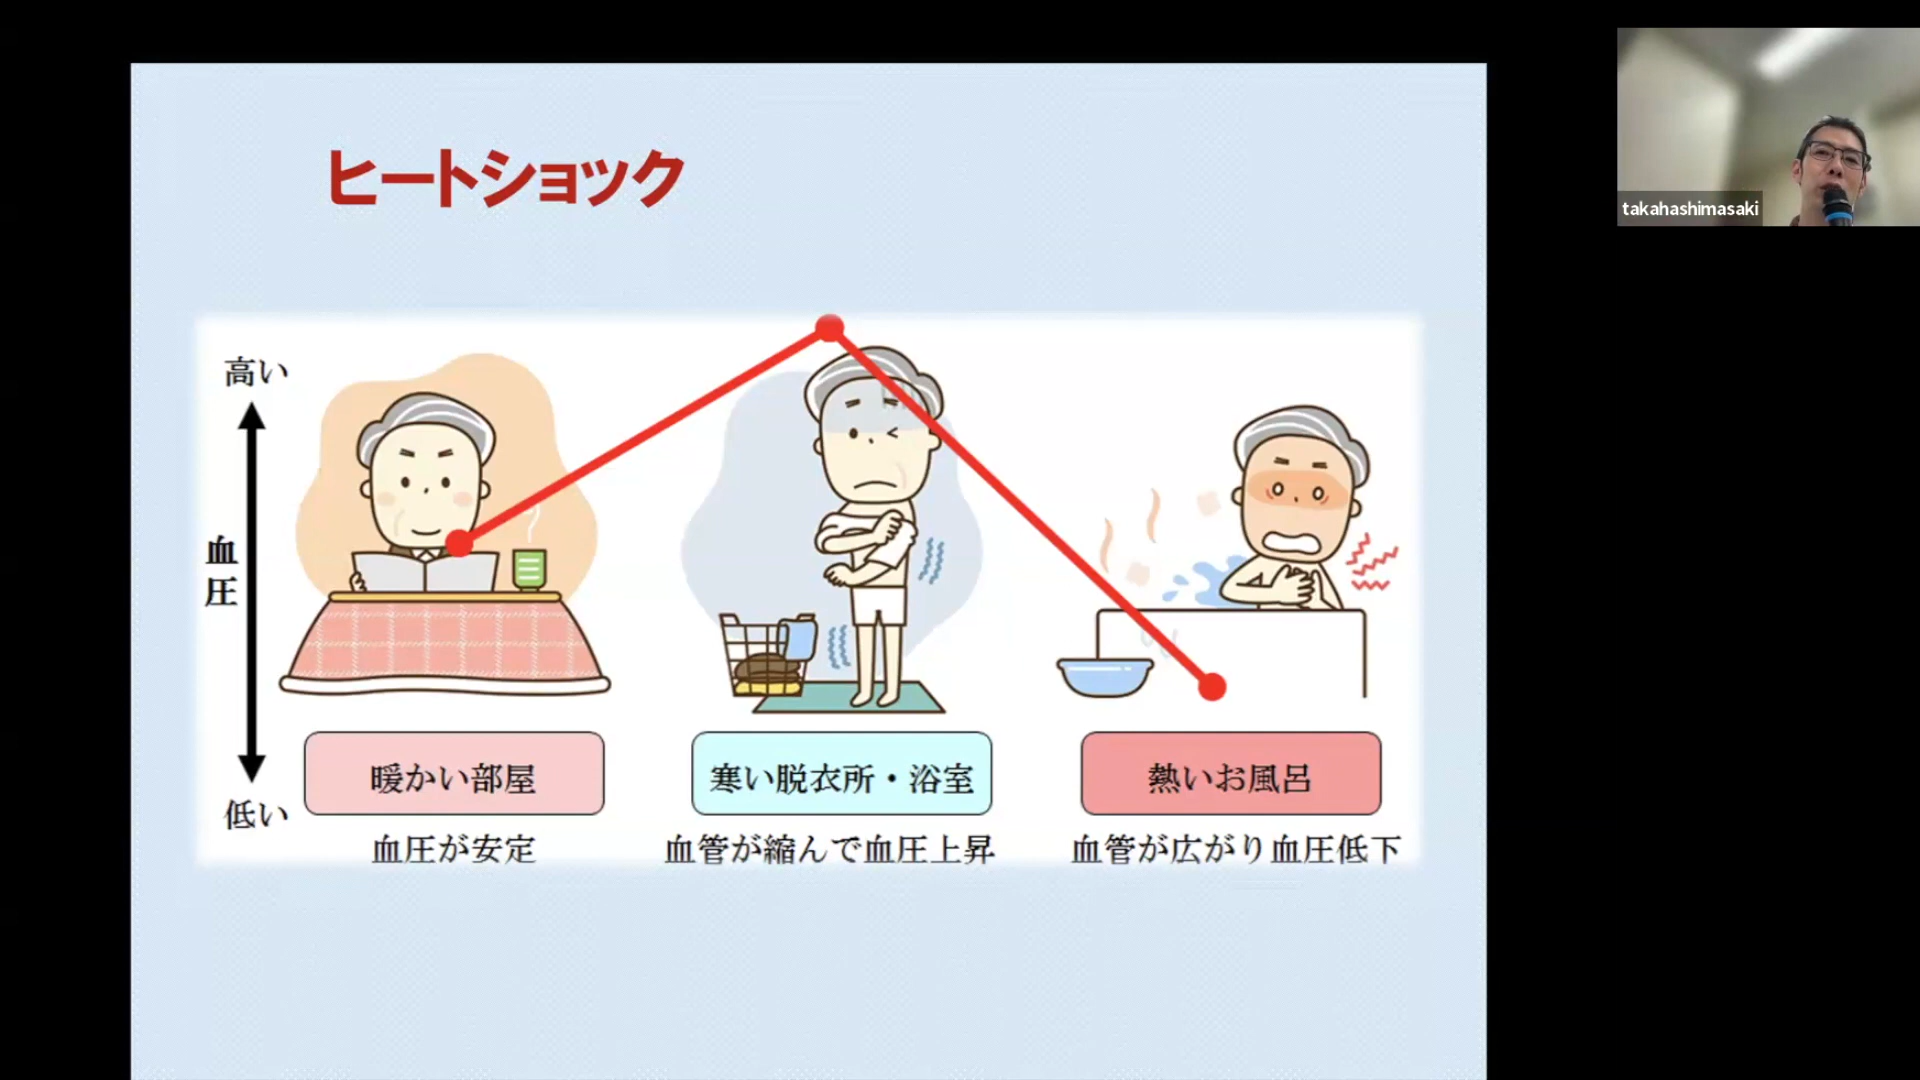 ヒートショック
takahashimasaki
高い
血圧
低い
暖かい部屋
寒い脱衣所・浴室
熱いお風呂
血圧が安定
血管が縮んで血圧上昇
血管が広がり血圧低下